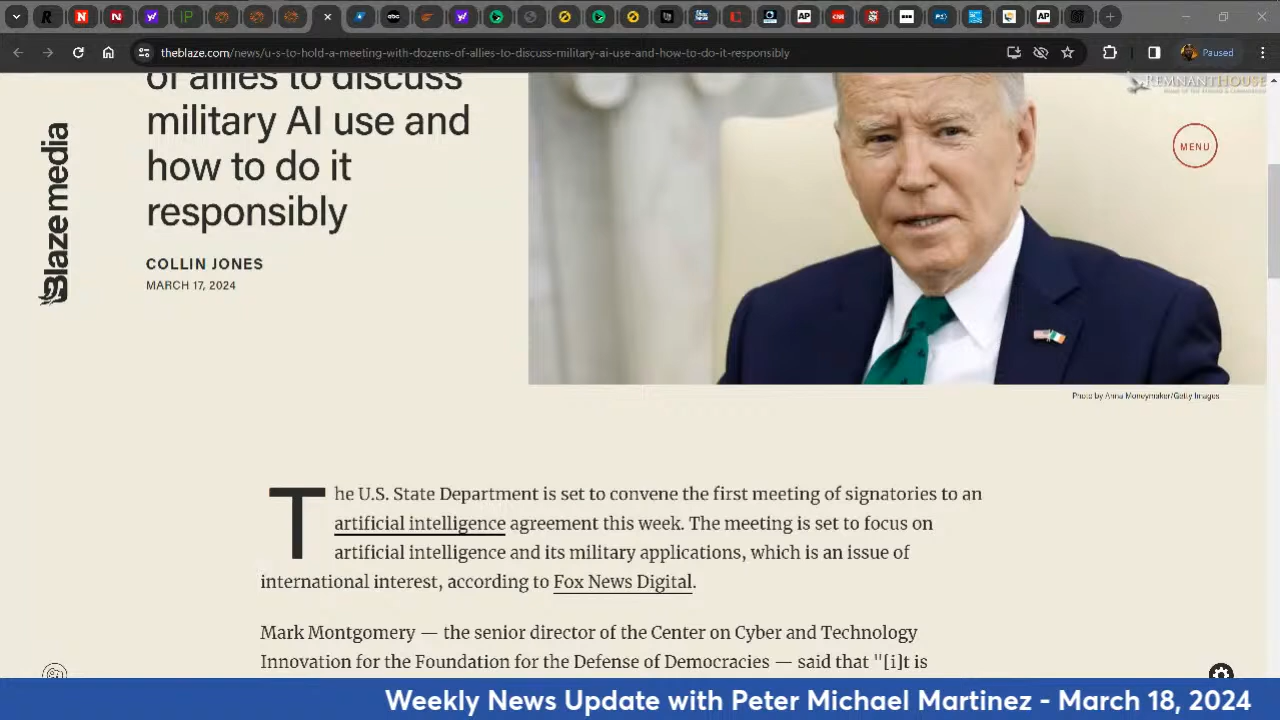 theblaze.com/news/u-s-to-hold-a-meeting-with-dozens-of-allies-to-discuss-military-ai-use-and-how-to-do-it-responsibly
Paused
REMNANTHOUSE
of allies to discuss
military AI use and
how to do it
responsibly
Blazemedia
MENU
COLLIN JONES
MARCH 17, 2024
Photo by Anna Moneymaker/Getty Images
The U.S. State Department is set to convene the first meeting of signatories to an
artificial intelligence agreement this week. The meeting is set to focus on
artificial intelligence and its military applications, which is an issue of
international interest, according to Fox News Digital.
Mark Montgomery — the senior director of the Center on Cyber and Technology
Innovation for the Foundation for the Defense of Democracies — said that "[i]t is
Weekly News Update with Peter Michael Martinez - March 18, 2024